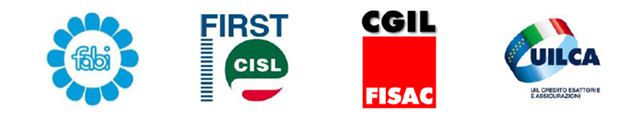 fabi
FIRST
CISL
CGIL
FISAC
UILCA
UIL CREDITO ESATTORIE
E ASSICURAZIONI